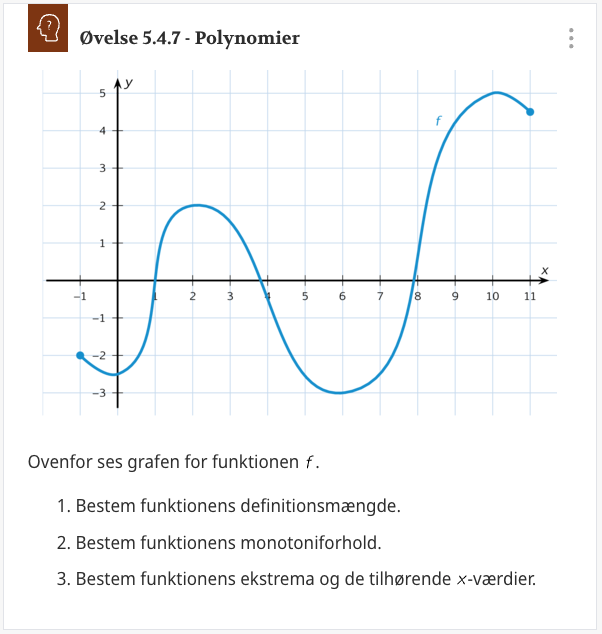 ?
Øvelse 5.4.7 - Polynomier
y
5
f
4
3
2
1
x
−1 1 2 3 4 5 6 7 8 9 10 11
−1
−2
−3
Ovenfor ses grafen for funktionen f.
1. Bestem funktionens definitionsmængde.
2. Bestem funktionens monotoniforhold.
3. Bestem funktionens ekstrema og de tilhørende x-værdier.